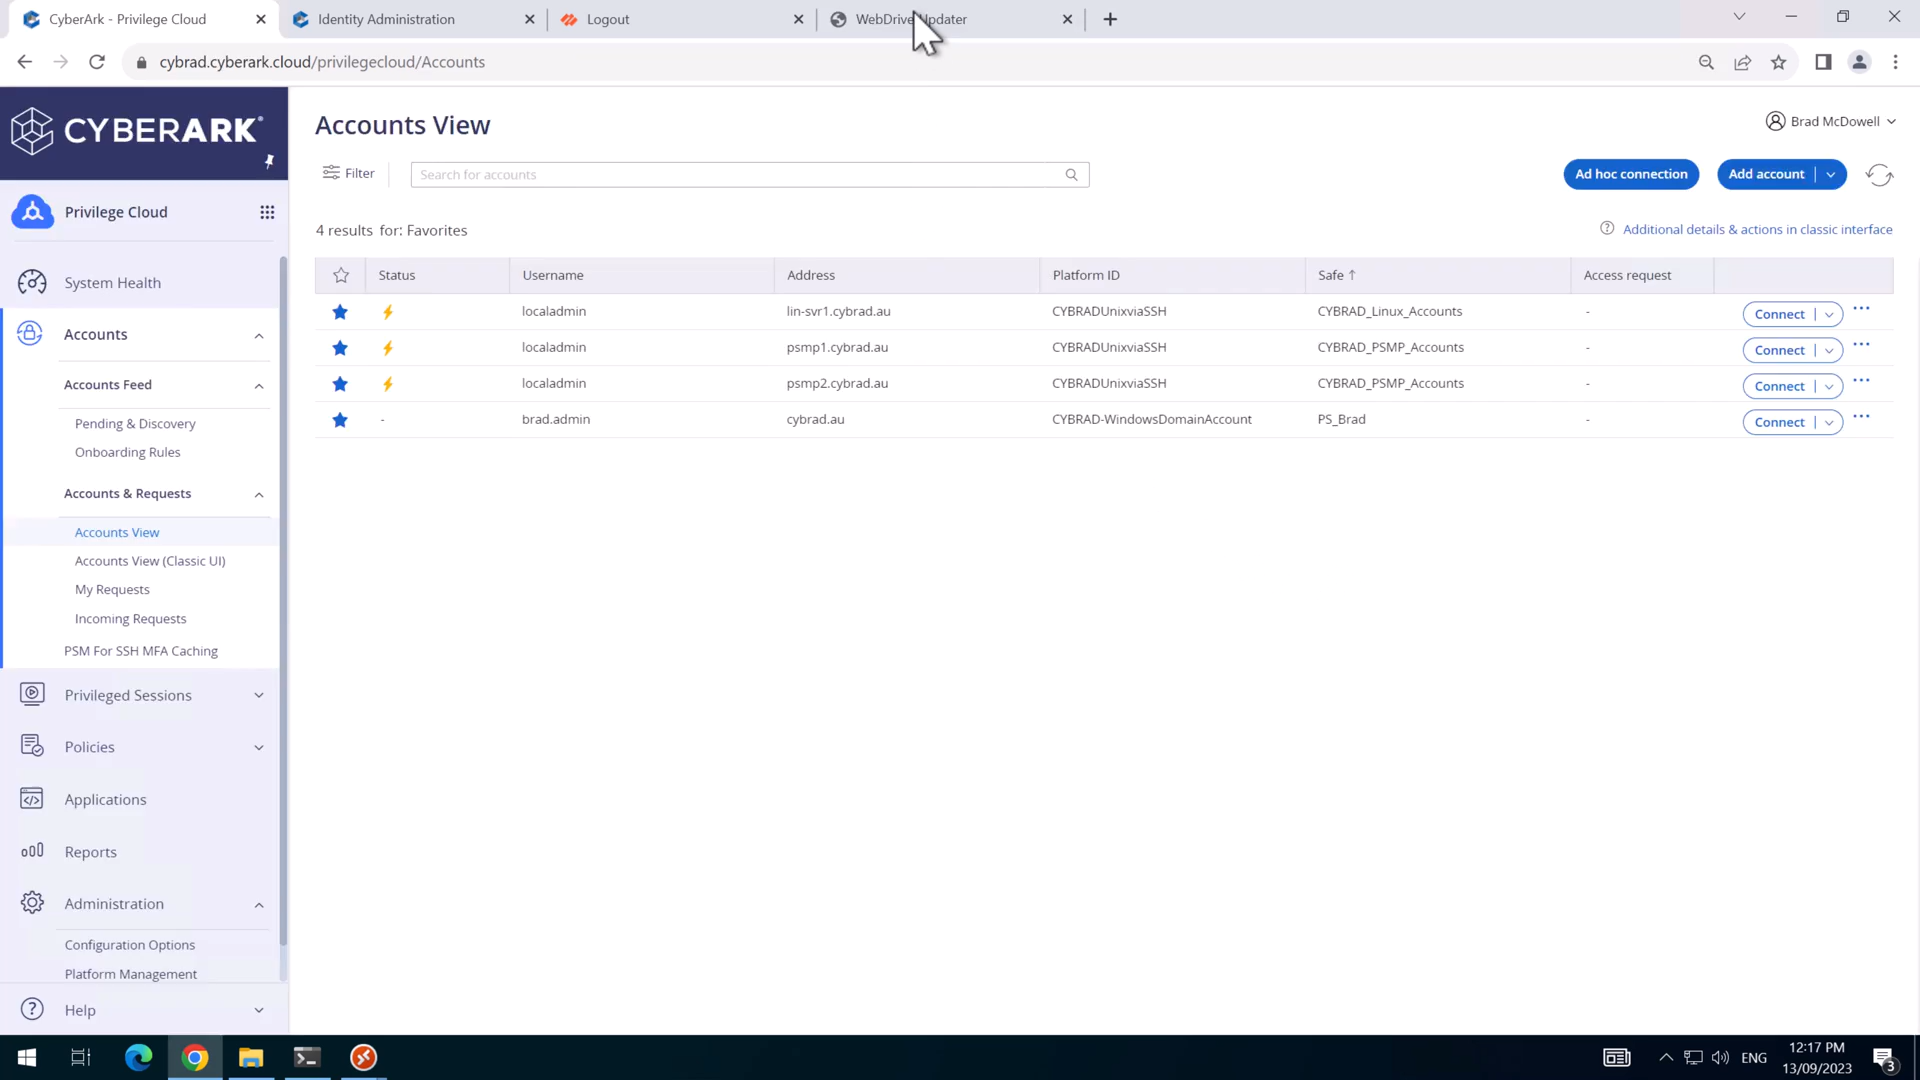 CyberArk - Privilege Cloud
Identity Administration
Logout
cybrad.cyberark.cloud/privilegecloud/Accounts
CYBERARK
Privilege Cloud
System Health
Accounts
Accounts Feed
Pending & Discovery
Onboarding Rules
Accounts & Requests
Accounts View
Accounts View (Classic UI)
My Requests
Incoming Requests
PSM For SSH MFA Caching
Privileged Sessions
Policies
Applications
Reports
Administration
Configuration Options
Platform Management
Help
Accounts View
Brad McDowell
Filter
Search for accounts
Ad hoc connection
Add account
4 results for: Favorites
Additional details & actions in classic interface
Status Username Address Platform ID Safe ↑ Access request
localadmin lin-svr1.cybrad.au CYBRADUnixviaSSH CYBRAD_Linux_Accounts - Connect
localadmin psmp1.cybrad.au CYBRADUnixviaSSH CYBRAD_PSMP_Accounts - Connect
localadmin psmp2.cybrad.au CYBRADUnixviaSSH CYBRAD_PSMP_Accounts - Connect
- brad.admin cybrad.au CYBRAD-WindowsDomainAccount PS_Brad - Connect
ENG
12:17 PM
13/09/2023
3